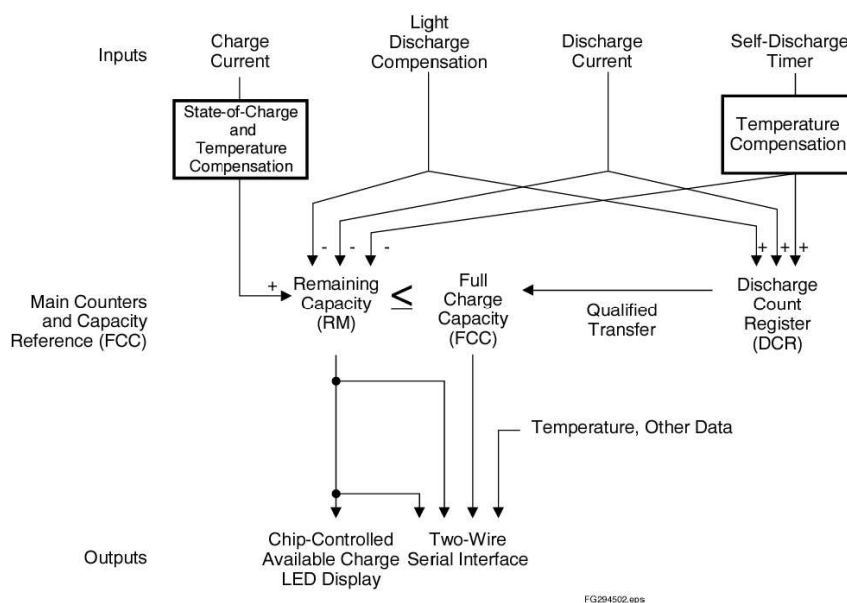 Inputs
Charge
Current
Light
Discharge
Compensation
Discharge
Current
Self-Discharge
Timer
State-of-Charge
and
Temperature
Compensation
Temperature
Compensation
- - -
+ + +
+
Main Counters
and Capacity
Reference (FCC)
Remaining
Capacity
(RM)
≤
Full
Charge
Capacity
(FCC)
Qualified
Transfer
Discharge
Count
Register
(DCR)
Temperature, Other Data
Outputs
Chip-Controlled
Available Charge
LED Display
Two-Wire
Serial Interface
FG294502.eps